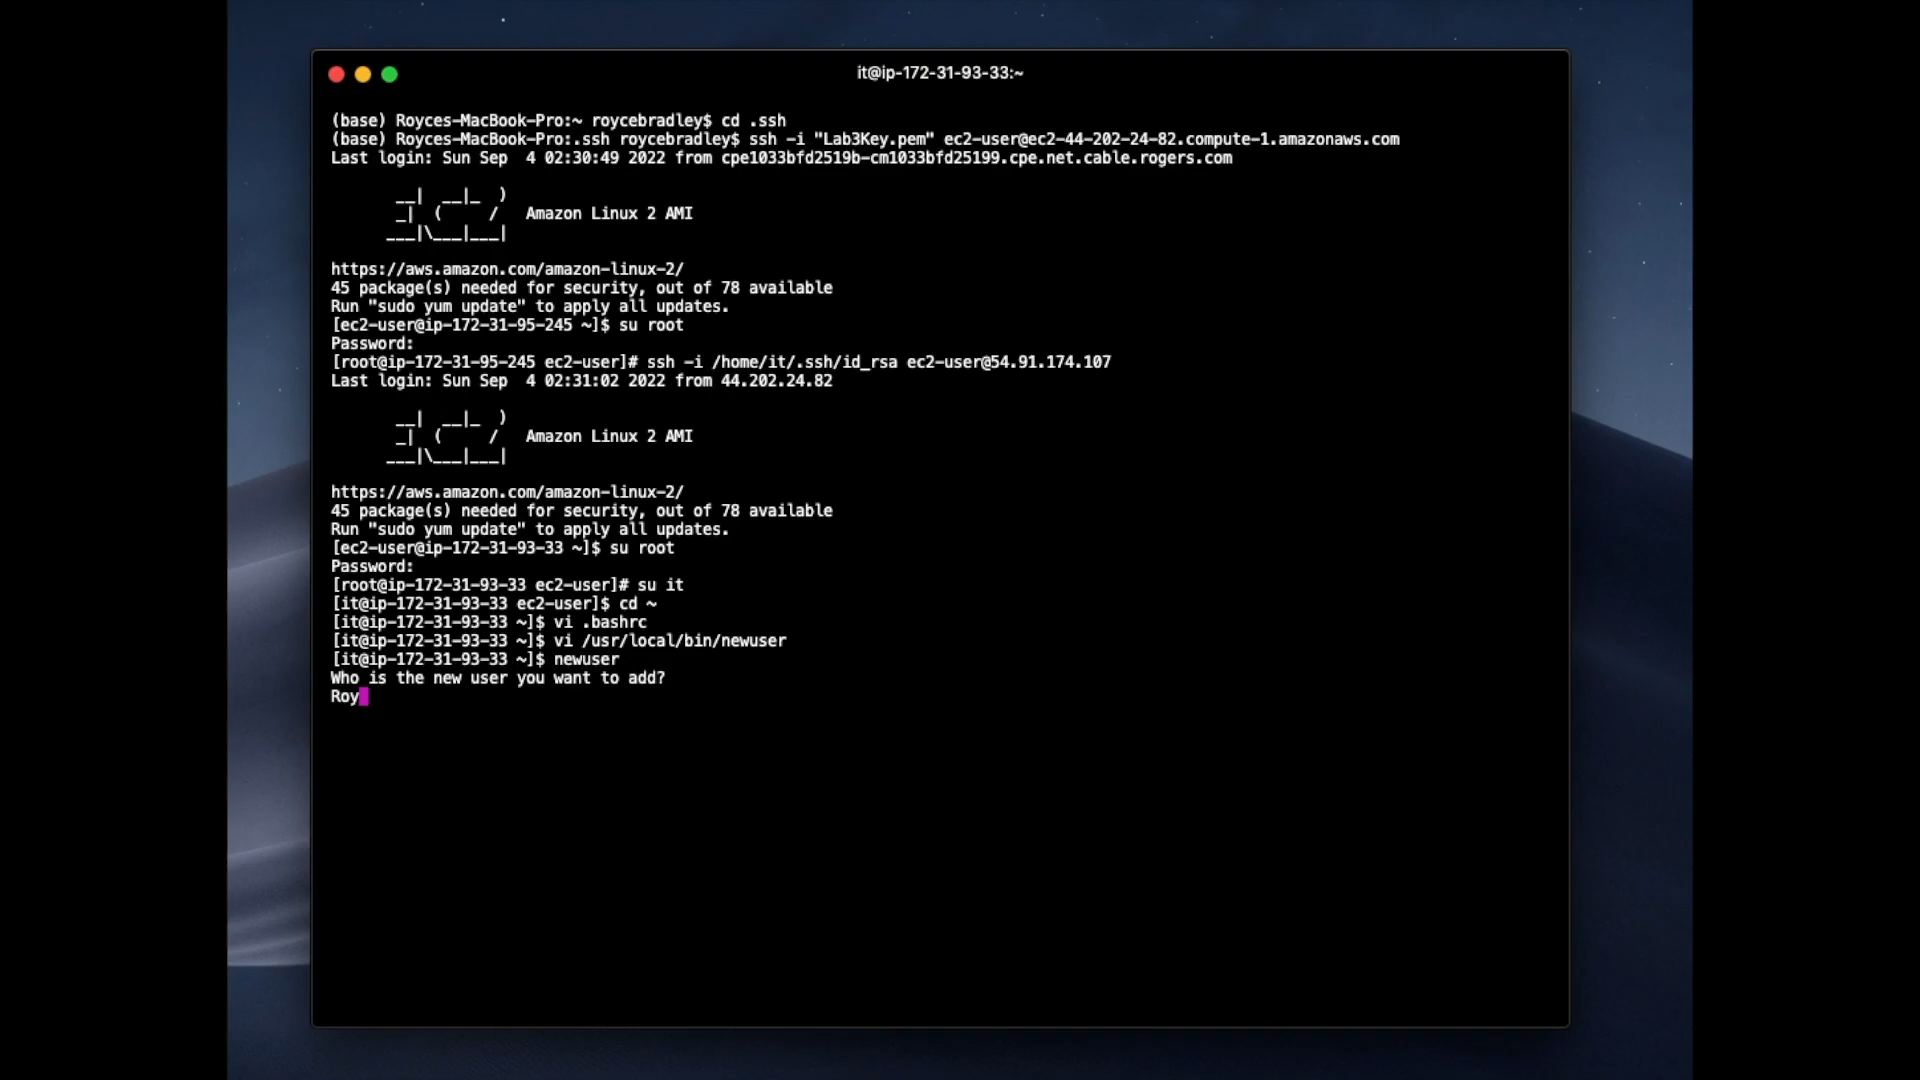 it@ip-172-31-93-33:~
(base) Royces-MacBook-Pro:~ roycebradley$ cd .ssh
(base) Royces-MacBook-Pro:.ssh roycebradley$ ssh -i "Lab3Key.pem" ec2-user@ec2-44-202-24-82.compute-1.amazonaws.com
Last login: Sun Sep  4 02:30:49 2022 from cpe1033bfd2519b-cm1033bfd25199.cpe.net.cable.rogers.com
       __|  __|_  )
       _|  (     /   Amazon Linux 2 AMI
      ___|\___|___|
https://aws.amazon.com/amazon-linux-2/
45 package(s) needed for security, out of 78 available
Run "sudo yum update" to apply all updates.
[ec2-user@ip-172-31-95-245 ~]$ su root
Password:
[root@ip-172-31-95-245 ec2-user]# ssh -i /home/it/.ssh/id_rsa ec2-user@54.91.174.107
Last login: Sun Sep  4 02:31:02 2022 from 44.202.24.82
       __|  __|_  )
       _|  (     /   Amazon Linux 2 AMI
      ___|\___|___|
https://aws.amazon.com/amazon-linux-2/
45 package(s) needed for security, out of 78 available
Run "sudo yum update" to apply all updates.
[ec2-user@ip-172-31-93-33 ~]$ su root
Password:
[root@ip-172-31-93-33 ec2-user]# su it
[it@ip-172-31-93-33 ec2-user]$ cd ~
[it@ip-172-31-93-33 ~]$ vi .bashrc
[it@ip-172-31-93-33 ~]$ vi /usr/local/bin/newuser
[it@ip-172-31-93-33 ~]$ newuser
Who is the new user you want to add?
Roy